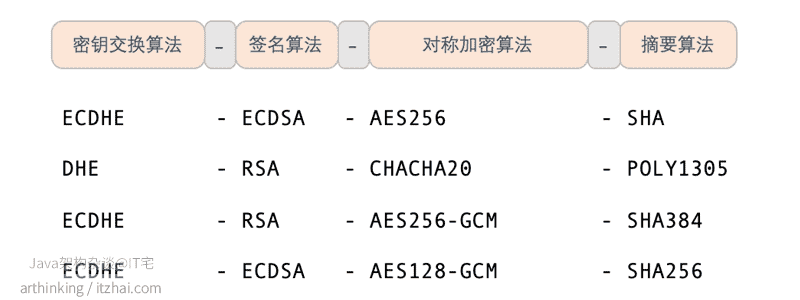 密钥交换算法 - 签名算法 - 对称加密算法 - 摘要算法
ECDHE - ECDSA - AES256 - SHA
DHE - RSA - CHACHA20 - POLY1305
ECDHE - RSA - AES256-GCM - SHA384
Java架构杂谈@IT宅
ECDHE - ECDSA - AES128-GCM - SHA256
arthinking / itzhai.com